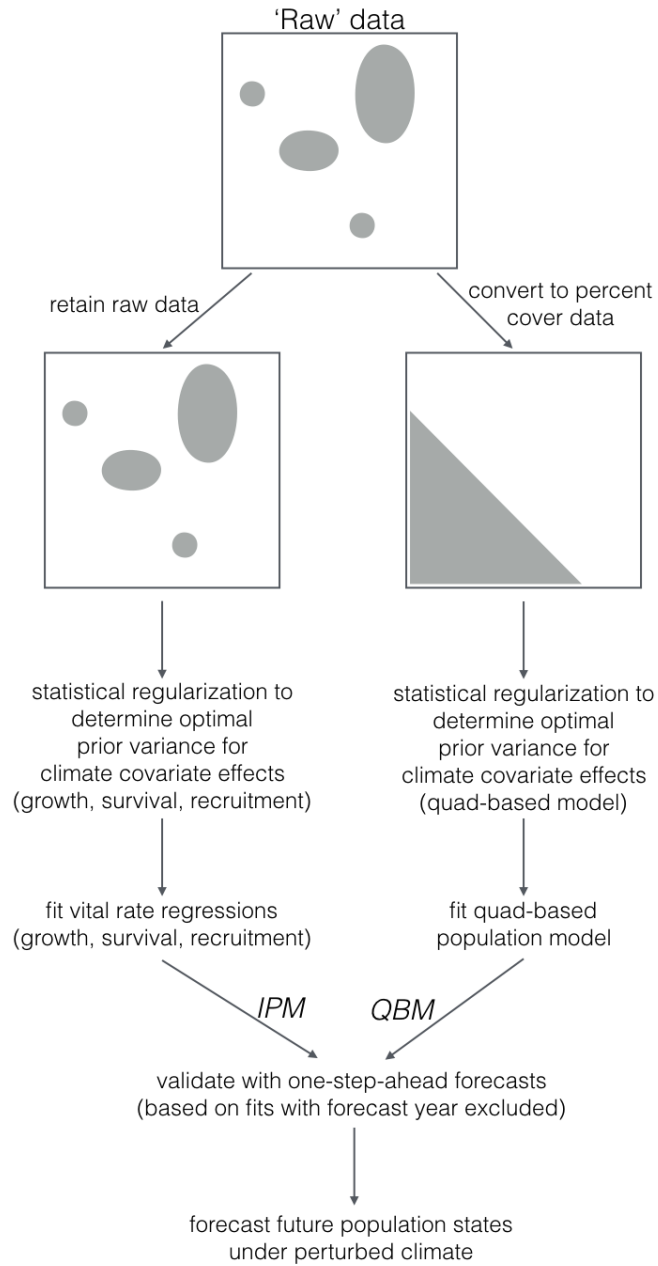 ‘Raw’ data
retain raw data
convert to percent
cover data
statistical regularization to
determine optimal
prior variance for
climate covariate effects
(growth, survival, recruitment)
statistical regularization to
determine optimal
prior variance for
climate covariate effects
(quad-based model)
fit vital rate regressions
(growth, survival, recruitment)
fit quad-based
population model
IPM
QBM
validate with one-step-ahead forecasts
(based on fits with forecast year excluded)
forecast future population states
under perturbed climate